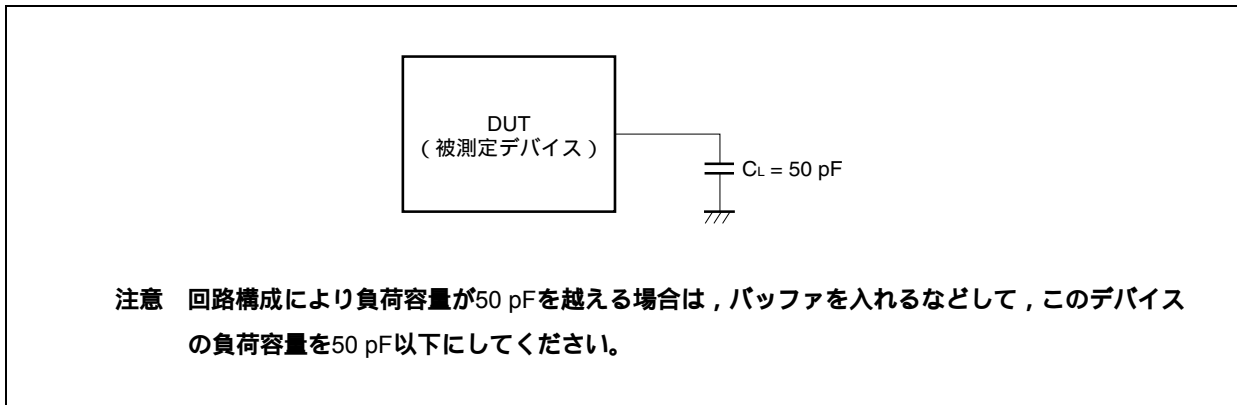 DUT
(被測定デバイス)
CL = 50 pF
注意 回路構成により負荷容量が50 pFを越える場合は,バッファを入れるなどして,このデバイス
の負荷容量を50 pF以下にしてください。